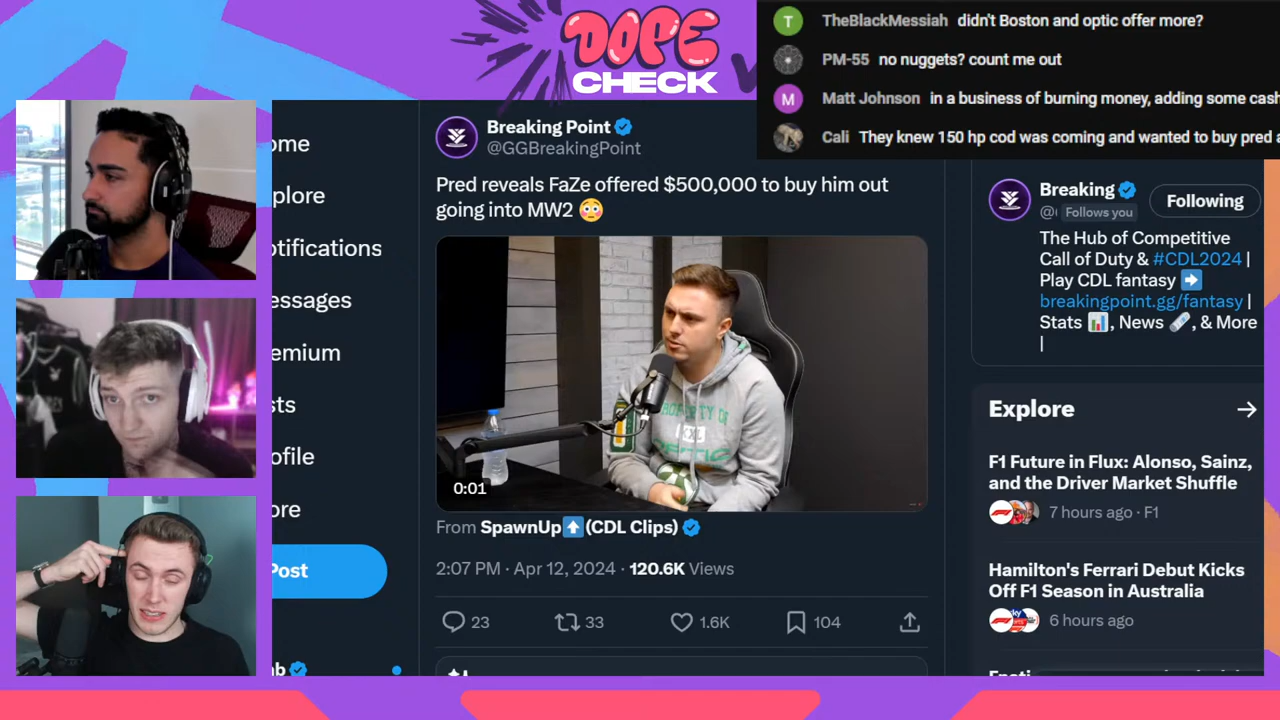 DOPE
CHECK
TheBlackMessiah didn't Boston and optic offer more?
PM-55 no nuggets? count me out
M Matt Johnson in a business of burning money, adding some cash
Cali They knew 150 hp cod was coming and wanted to buy pred a
T
ome
plore
otifications
essages
emium
sts
ofile
ore
Post
Breaking Point
@GGBreakingPoint
Pred reveals FaZe offered $500,000 to buy him out
going into MW2 😳
PROPERTY OF
0:01
From SpawnUp⬆️(CDL Clips)
2:07 PM · Apr 12, 2024 · 120.6K Views
23 33 1.6K 104
Breaking
@( Follows you
Following
The Hub of Competitive
Call of Duty & #CDL2024 |
Play CDL fantasy ➡️
breakingpoint.gg/fantasy |
Stats 📊, News 🗞️, & More
|
Explore
F1 Future in Flux: Alonso, Sainz,
and the Driver Market Shuffle
7 hours ago · F1
Hamilton's Ferrari Debut Kicks
Off F1 Season in Australia
6 hours ago